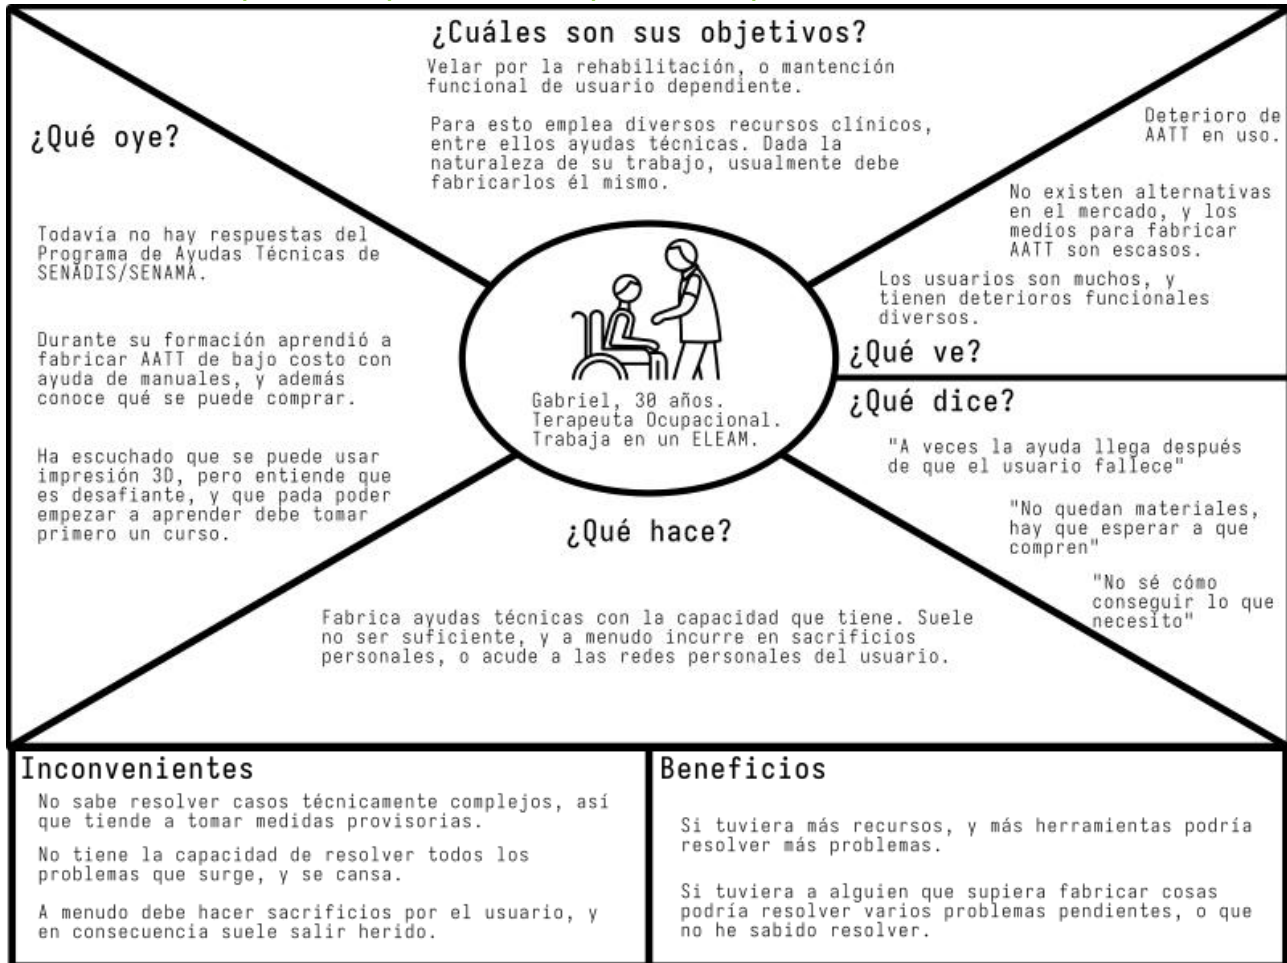 ¿Cuáles son sus objetivos?
Velar por la rehabilitación, o mantención
funcional de usuario dependiente.
Para esto emplea diversos recursos clínicos,
entre ellos ayudas técnicas. Dada la
naturaleza de su trabajo, usualmente debe
fabricarlos él mismo.
¿Qué oye?
Todavía no hay respuestas del
Programa de Ayudas Técnicas de
SENADIS/SENAMA.
Durante su formación aprendió a
fabricar AATT de bajo costo con
ayuda de manuales, y además
conoce qué se puede comprar.
Ha escuchado que se puede usar
impresión 3D, pero entiende que
es desafiante, y que pada poder
empezar a aprender debe tomar
primero un curso.
Deterioro de
AATT en uso.
No existen alternativas
en el mercado, y los
medios para fabricar
AATT son escasos.
Los usuarios son muchos, y
tienen deterioros funcionales
diversos.
¿Qué ve?
Gabriel, 30 años.
Terapeuta Ocupacional.
Trabaja en un ELEAM.
¿Qué dice?
"A veces la ayuda llega después
de que el usuario fallece"
"No quedan materiales,
hay que esperar a que
compren"
"No sé cómo
conseguir lo que
necesito"
¿Qué hace?
Fabrica ayudas técnicas con la capacidad que tiene. Suele
no ser suficiente, y a menudo incurre en sacrificios
personales, o acude a las redes personales del usuario.
Inconvenientes
No sabe resolver casos técnicamente complejos, así
que tiende a tomar medidas provisorias.
No tiene la capacidad de resolver todos los
problemas que surge, y se cansa.
A menudo debe hacer sacrificios por el usuario, y
en consecuencia suele salir herido.
Beneficios
Si tuviera más recursos, y más herramientas podría
resolver más problemas.
Si tuviera a alguien que supiera fabricar cosas
podría resolver varios problemas pendientes, o que
no he sabido resolver.